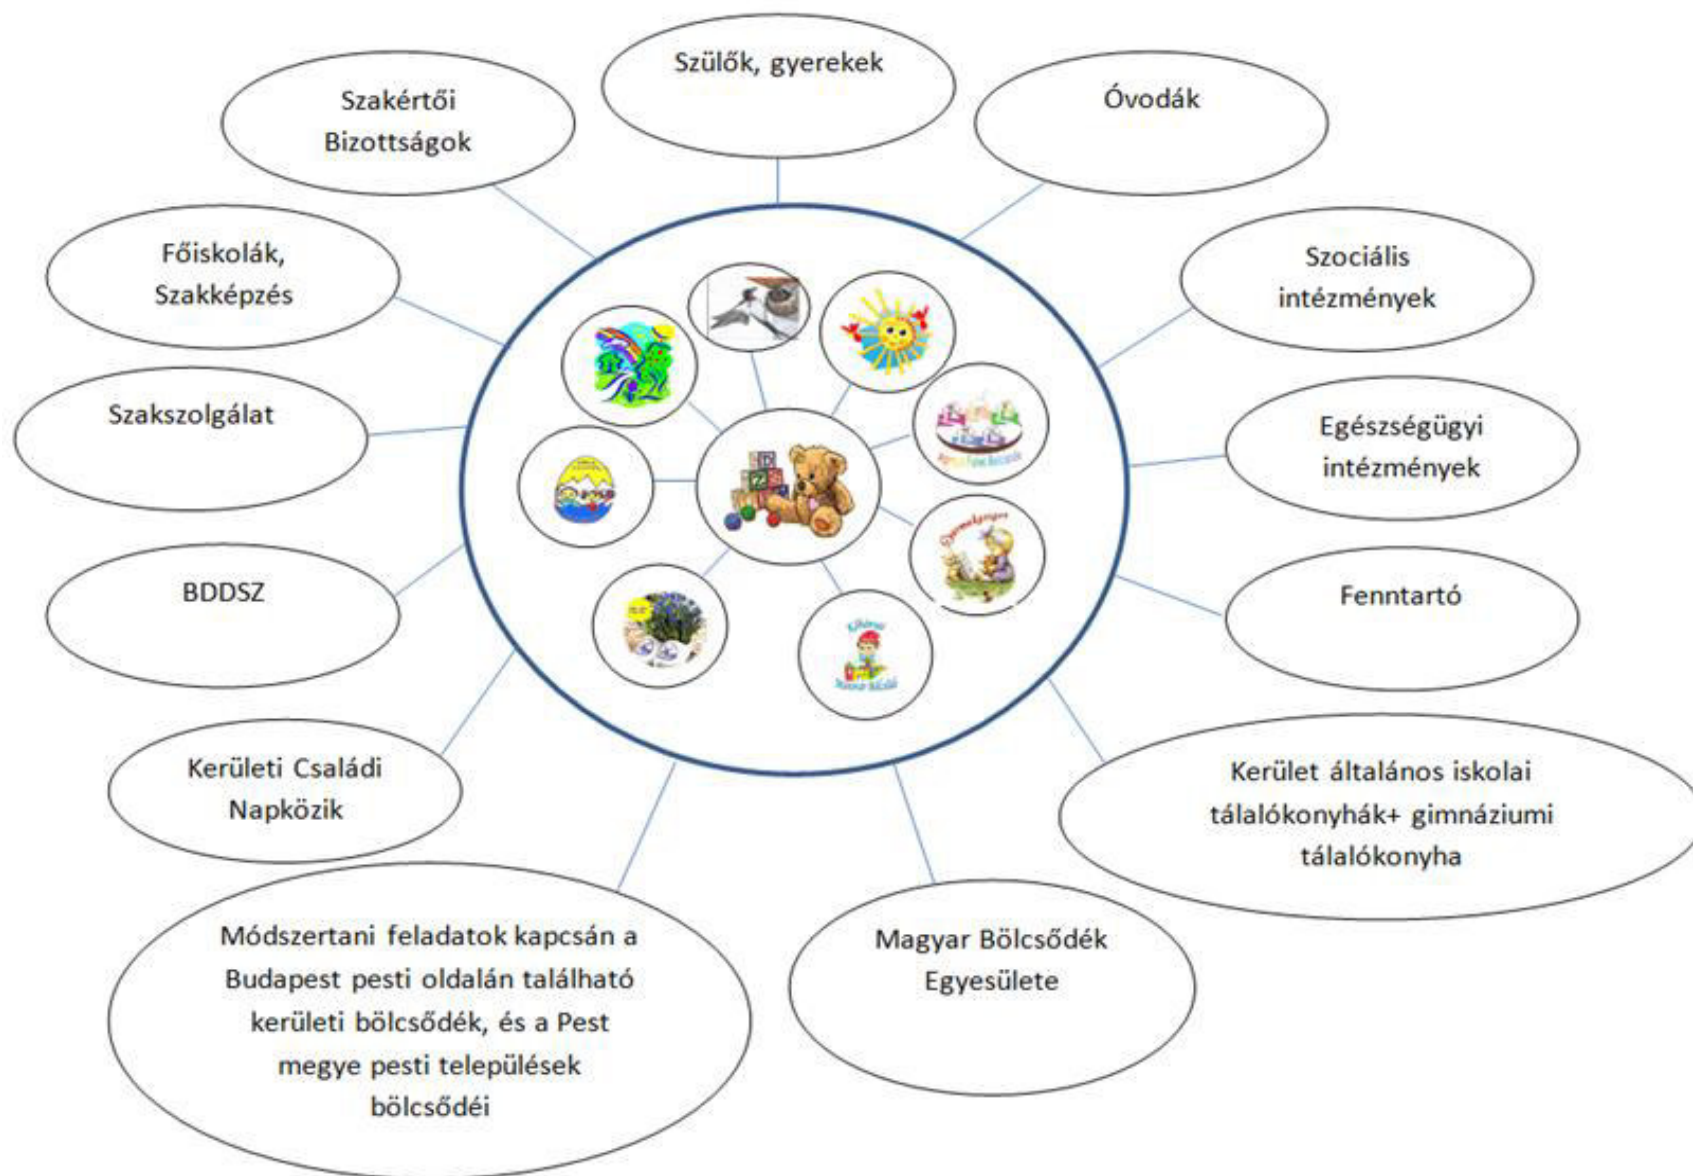 Szülők, gyerekek
Óvodák
Szociális
intézmények
Egészségügyi
intézmények
Fenntartó
Kerület általános iskolai
tálalókonyhák+ gimnáziumi
tálalókonyha
Magyar Bölcsődék
Egyesülete
Módszertani feladatok kapcsán a
Budapest pesti oldalán található
kerületi bölcsődék, és a Pest
megye pesti települések
bölcsődéi
Kerületi Családi
Napközik
BDDSZ
Szakszolgálat
Főiskolák,
Szakképzés
Szakértői
Bizottságok